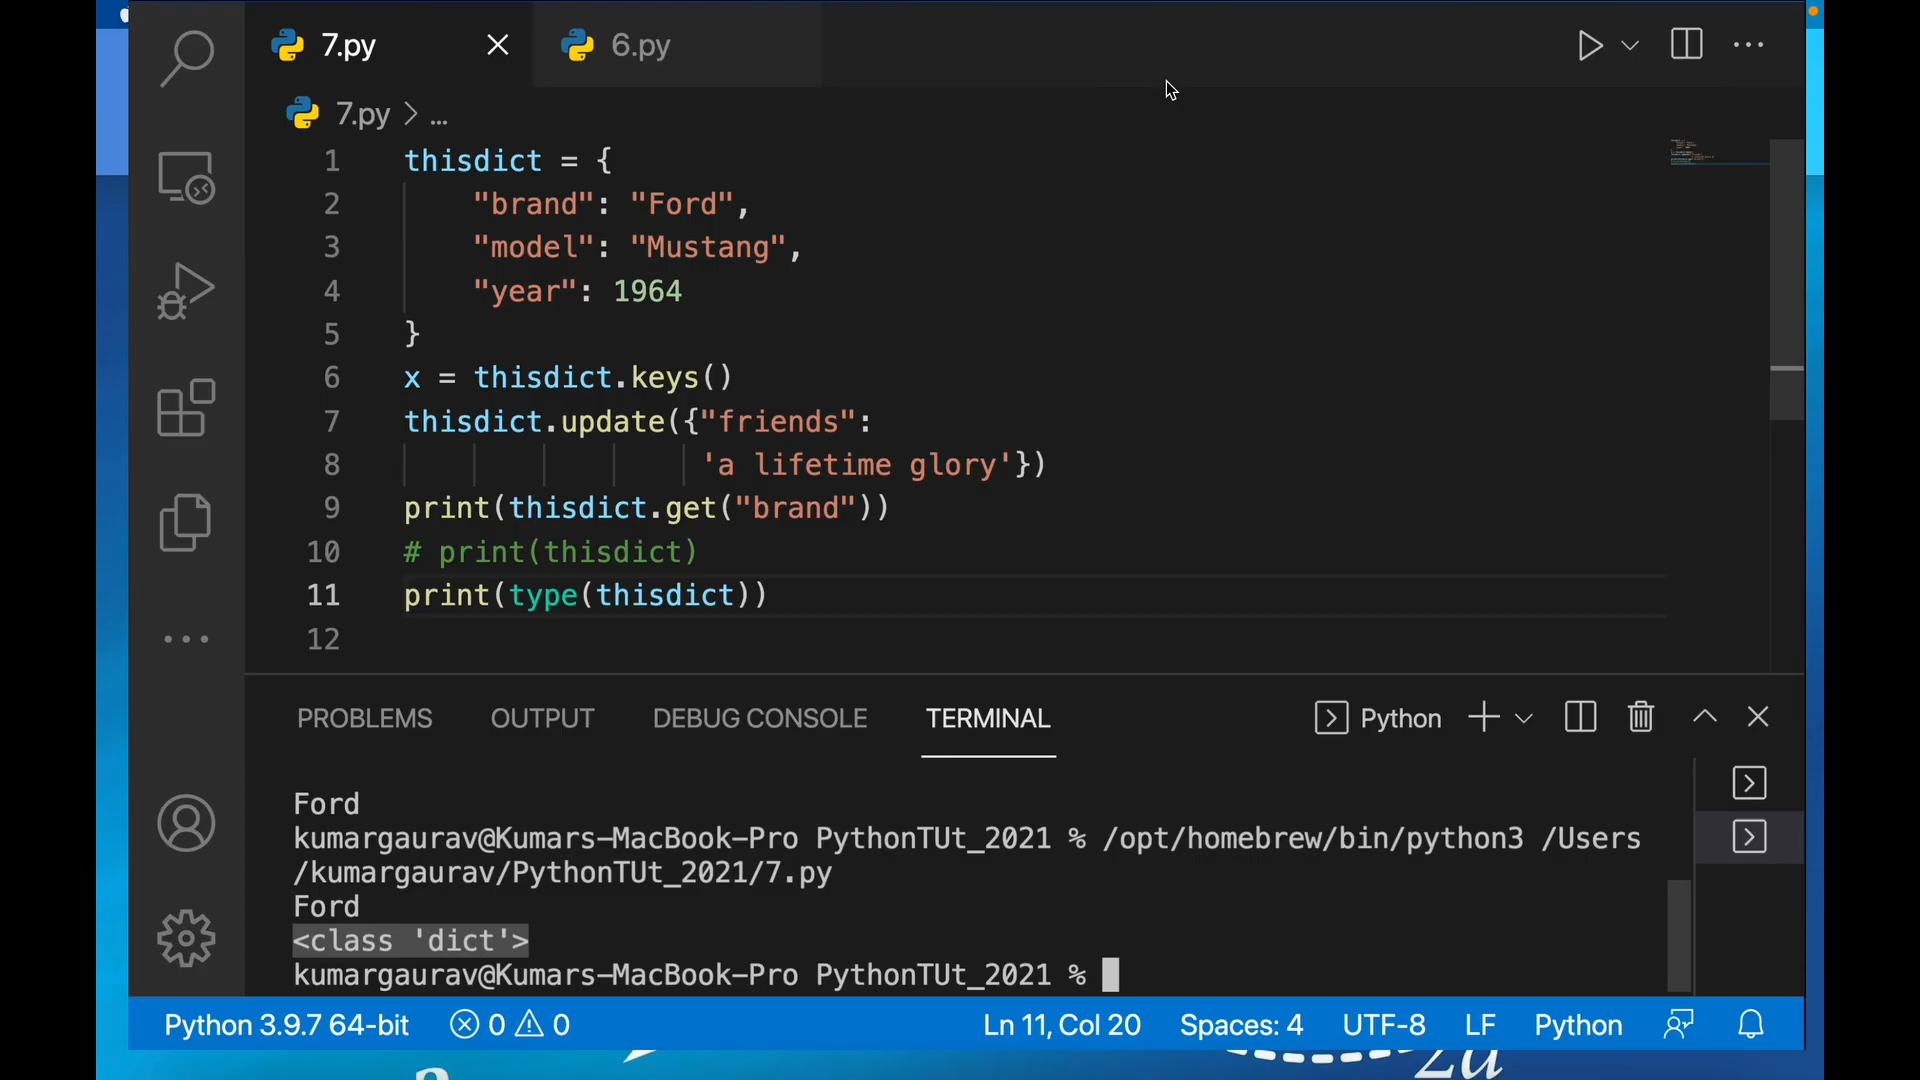 7.py
6.py
7.py > ...
1 thisdict = {
2 "brand": "Ford",
3 "model": "Mustang",
4 "year": 1964
5 }
6 x = thisdict.keys()
7 thisdict.update({"friends":
8 'a lifetime glory'})
9 print(thisdict.get("brand"))
10 # print(thisdict)
11 print(type(thisdict))
12
PROBLEMS OUTPUT DEBUG CONSOLE TERMINAL Python
Ford
kumargaurav@Kumars-MacBook-Pro PythonTUt_2021 % /opt/homebrew/bin/python3 /Users
/kumargaurav/PythonTUt_2021/7.py
Ford
<class 'dict'>
kumargaurav@Kumars-MacBook-Pro PythonTUt_2021 %
Python 3.9.7 64-bit 0 0 Ln 11, Col 20 Spaces: 4 UTF-8 LF Python
2a